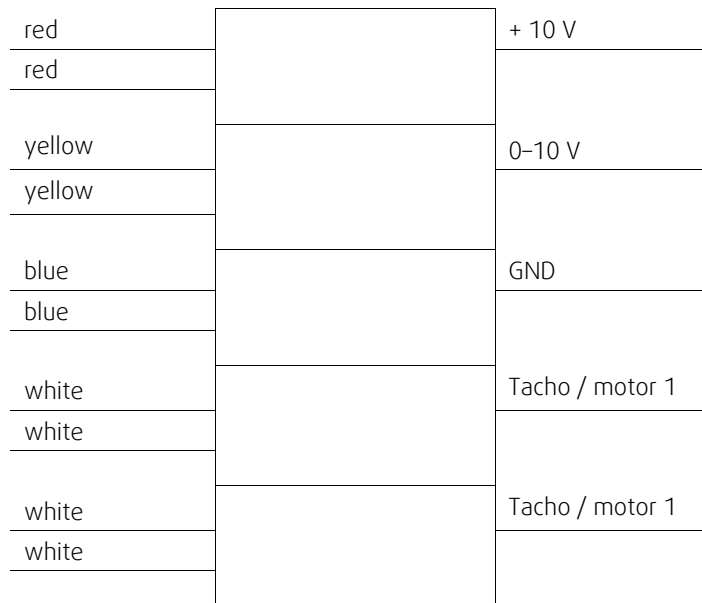 red
+ 10 V
red
yellow
0–10 V
yellow
blue
GND
blue
white
Tacho / motor 1
white
white
Tacho / motor 1
white